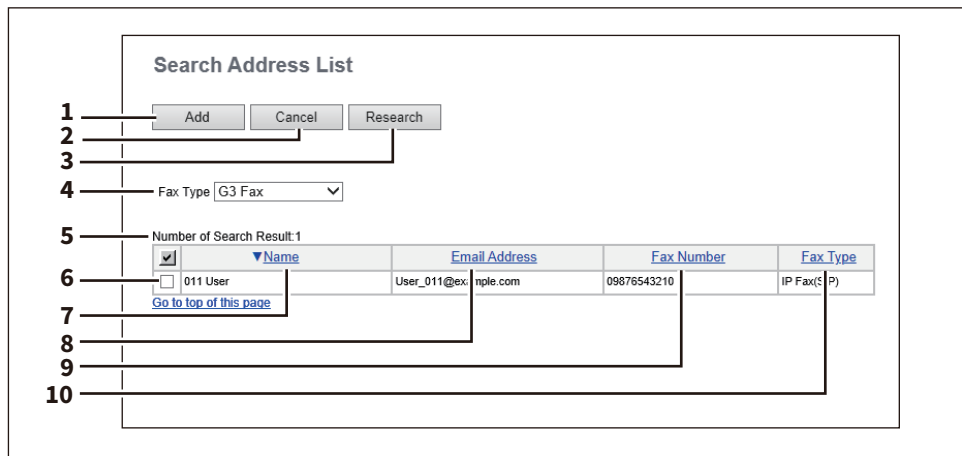 Search Address List
1 Add Cancel Research
2
3
4 Fax Type G3 Fax
5 Number of Search Result:1
▼Name Email Address Fax Number Fax Type
6 011 User User_011@example.com 09876543210 IP Fax(SIP)
Go to top of this page
7
8
9
10